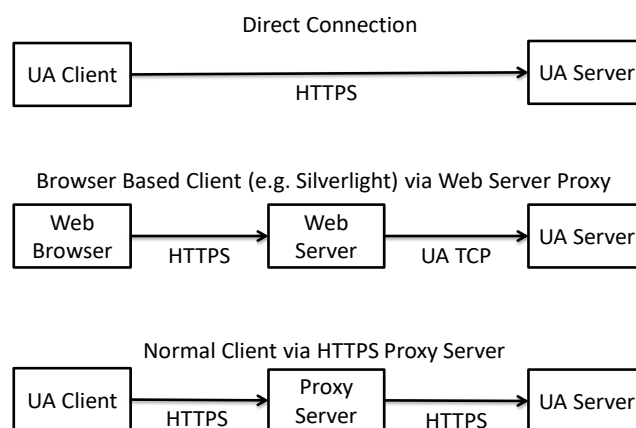 Direct Connection
UA Client
HTTPS
UA Server
Browser Based Client (e.g. Silverlight) via Web Server Proxy
Web
Browser
HTTPS
Web
Server
UA TCP
UA Server
Normal Client via HTTPS Proxy Server
UA Client
HTTPS
Proxy
Server
HTTPS
UA Server